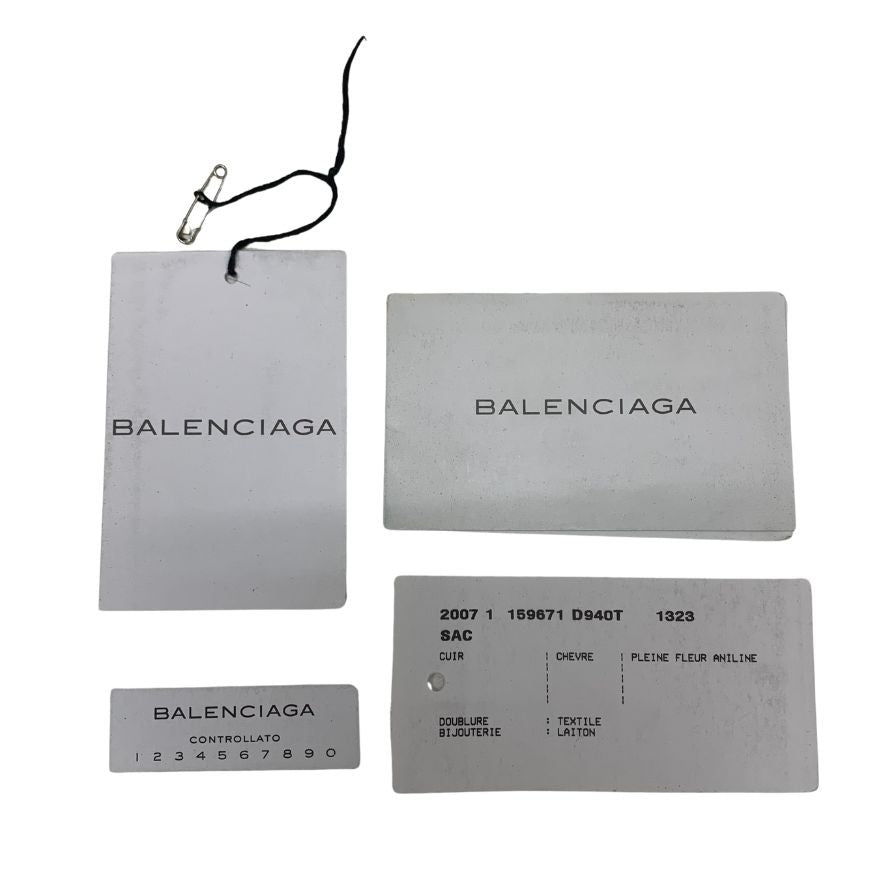 BALENCIAGA
BALENCIAGA
2007 1 159671 D940T 1323
SAC
CUIR ¦ CHEVRE ¦ PLEINE FLEUR ANILINE
DOUBLURE : TEXTILE
BIJOUTERIE : LAITON
BALENCIAGA
CONTROLLATO
1 2 3 4 5 6 7 8 9 0